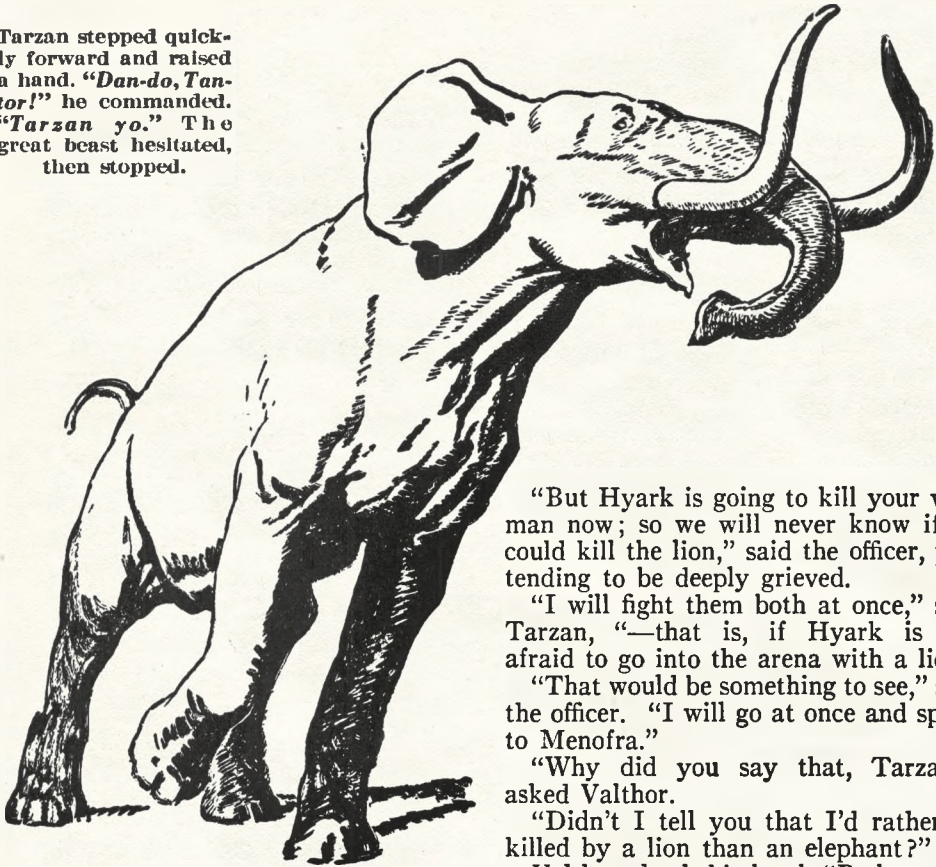 Tarzan stepped quick-
ly forward and raised
a hand. “Dan-do, Tan-
tor!” he commanded.
“Tarzan yo.” The
great beast hesitated,
then stopped.
“But Hyark is going to kill your
man now; so we will never know if
could kill the lion,” said the officer,
tending to be deeply grieved.
“I will fight them both at once,”
Tarzan, “—that is, if Hyark is
afraid to go into the arena with a
“That would be something to see,”
the officer. “I will go at once and
to Menofra.”
“Why did you say that,
asked Valthor.
“Didn’t I tell you that I’d rather
killed by a lion than an elephant?”